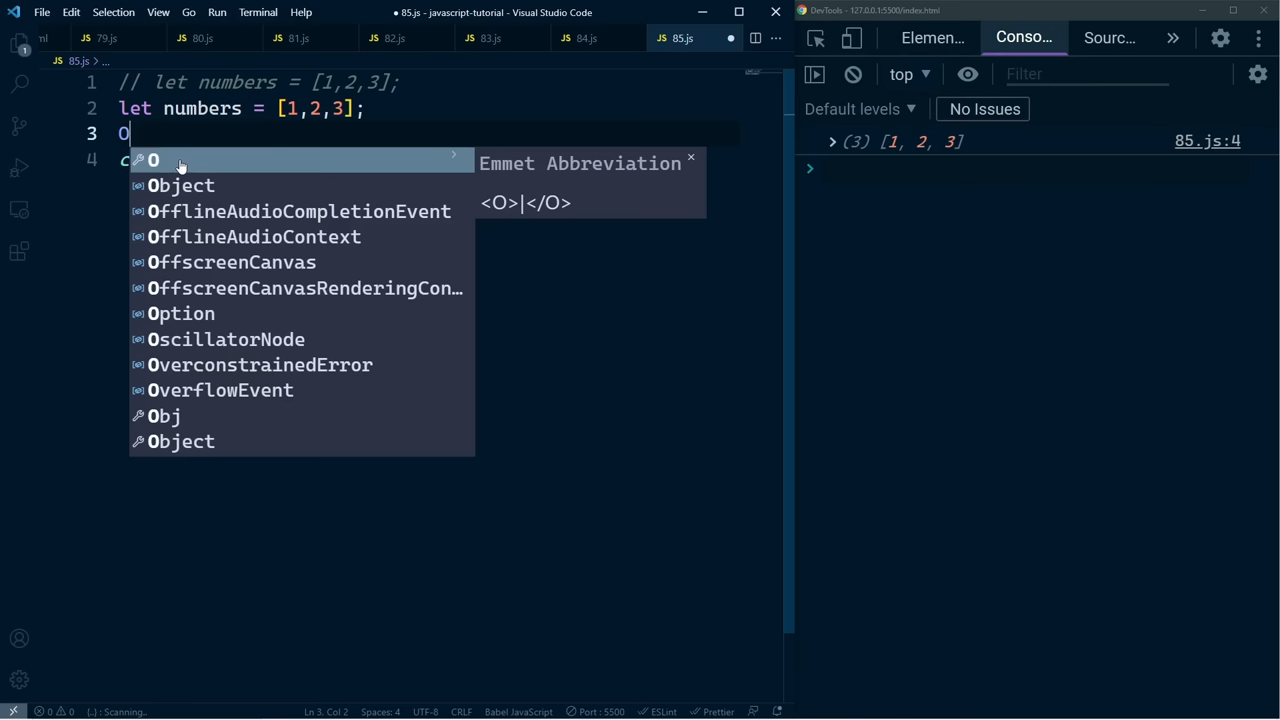 File Edit Selection View Go Run Terminal Help
● 85.js - javascript-tutorial - Visual Studio Code
DevTools - 127.0.0.1:5500/index.html
ml JS 79.js JS 80.js JS 81.js JS 82.js JS 83.js JS 84.js JS 85.js
JS 85.js > ...
Elemen... Conso... Sourc...
top Filter
Default levels No Issues
(3) [1, 2, 3] 85.js:4
1 // let numbers = [1,2,3];
2 let numbers = [1,2,3];
3 O
4 c
O
Object
OfflineAudioCompletionEvent
OfflineAudioContext
OffscreenCanvas
OffscreenCanvasRenderingCon...
Option
OscillatorNode
OverconstrainedError
OverflowEvent
Obj
Object
Emmet Abbreviation ×
<O>|</O>
1
0 0 {..} : Scanning.. Ln 3, Col 2 Spaces: 4 UTF-8 CRLF Babel JavaScript Port : 5500 ESLint Prettier